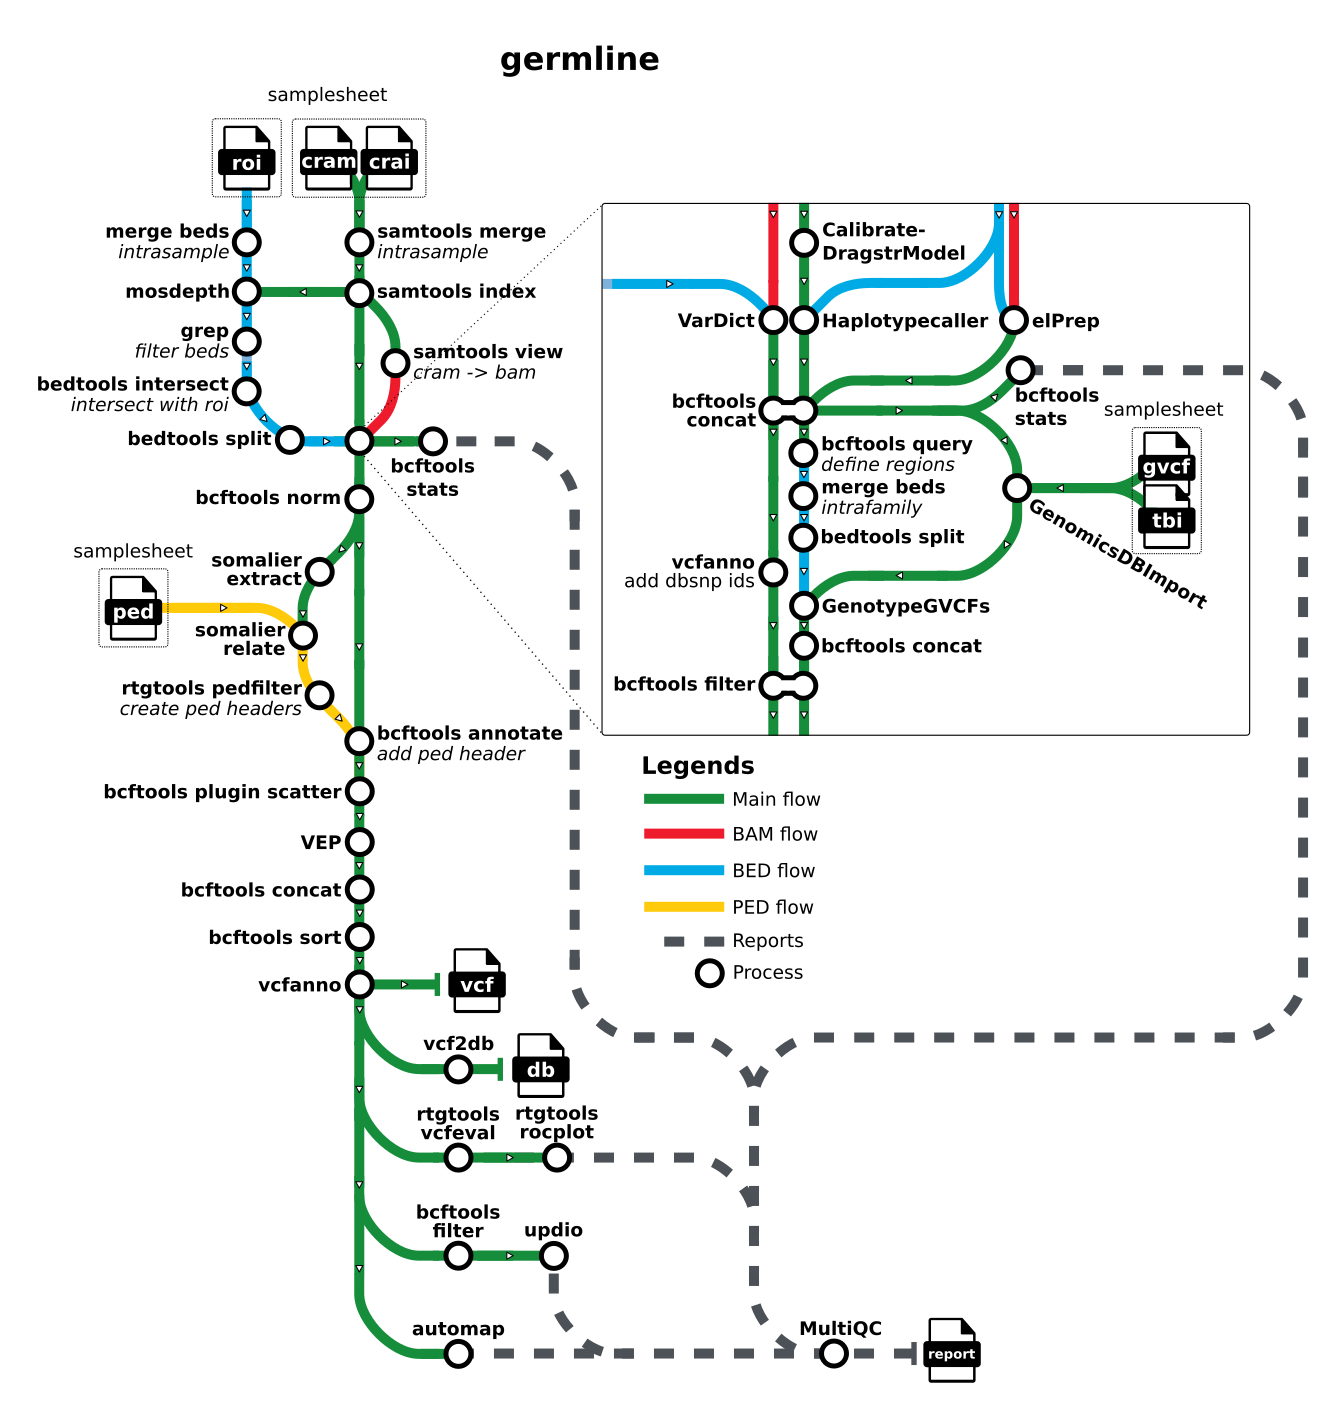 germline
samplesheet
roi
cram
crai
merge beds
intrasample
samtools merge
intrasample
mosdepth
samtools index
grep
filter beds
samtools view
cram -> bam
bedtools intersect
intersect with roi
bedtools split
bcftools
stats
bcftools norm
samplesheet
ped
somalier
extract
somalier
relate
rtgtools pedfilter
create ped headers
bcftools annotate
add ped header
bcftools plugin scatter
VEP
bcftools concat
bcftools sort
vcfanno
vcf
vcf2db
db
rtgtools
vcfeval
rtgtools
rocplot
bcftools
filter
updio
automap
MultiQC
report
Calibrate-
DragstrModel
VarDict
Haplotypecaller
elPrep
bcftools
concat
bcftools
stats
samplesheet
gvcf
tbi
bcftools query
define regions
merge beds
intrafamily
GenomicsDBImport
bedtools split
vcfanno
add dbsnp ids
GenotypeGVCFs
bcftools concat
bcftools filter
Legends
Main flow
BAM flow
BED flow
PED flow
Reports
Process